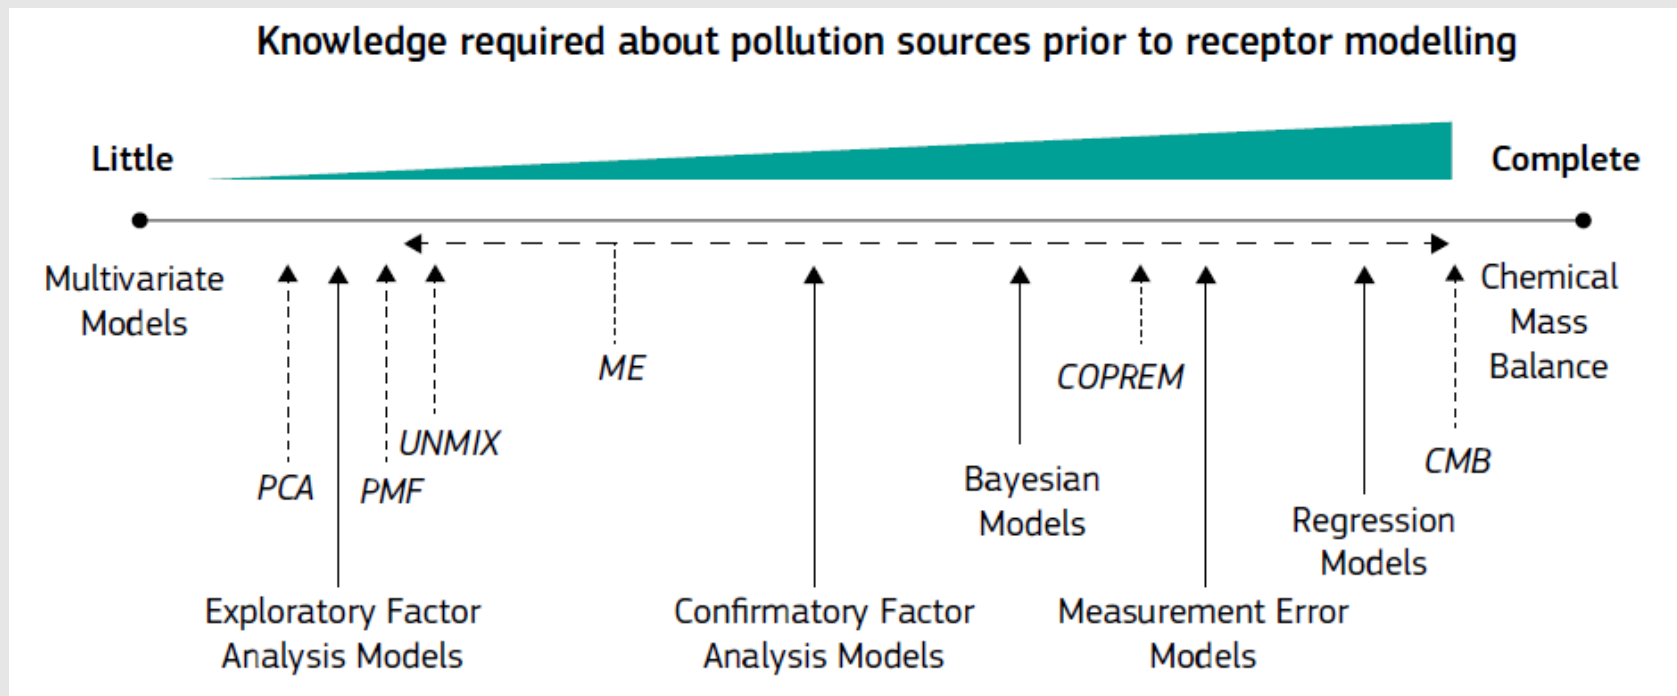 Knowledge required about pollution sources prior to receptor modelling
Little
Complete
Multivariate
Models
Chemical
Mass
Balance
ME
COPREM
UNMIX
CMB
PCA
PMF
Bayesian
Models
Regression
Models
Exploratory Factor
Analysis Models
Confirmatory Factor
Analysis Models
Measurement Error
Models